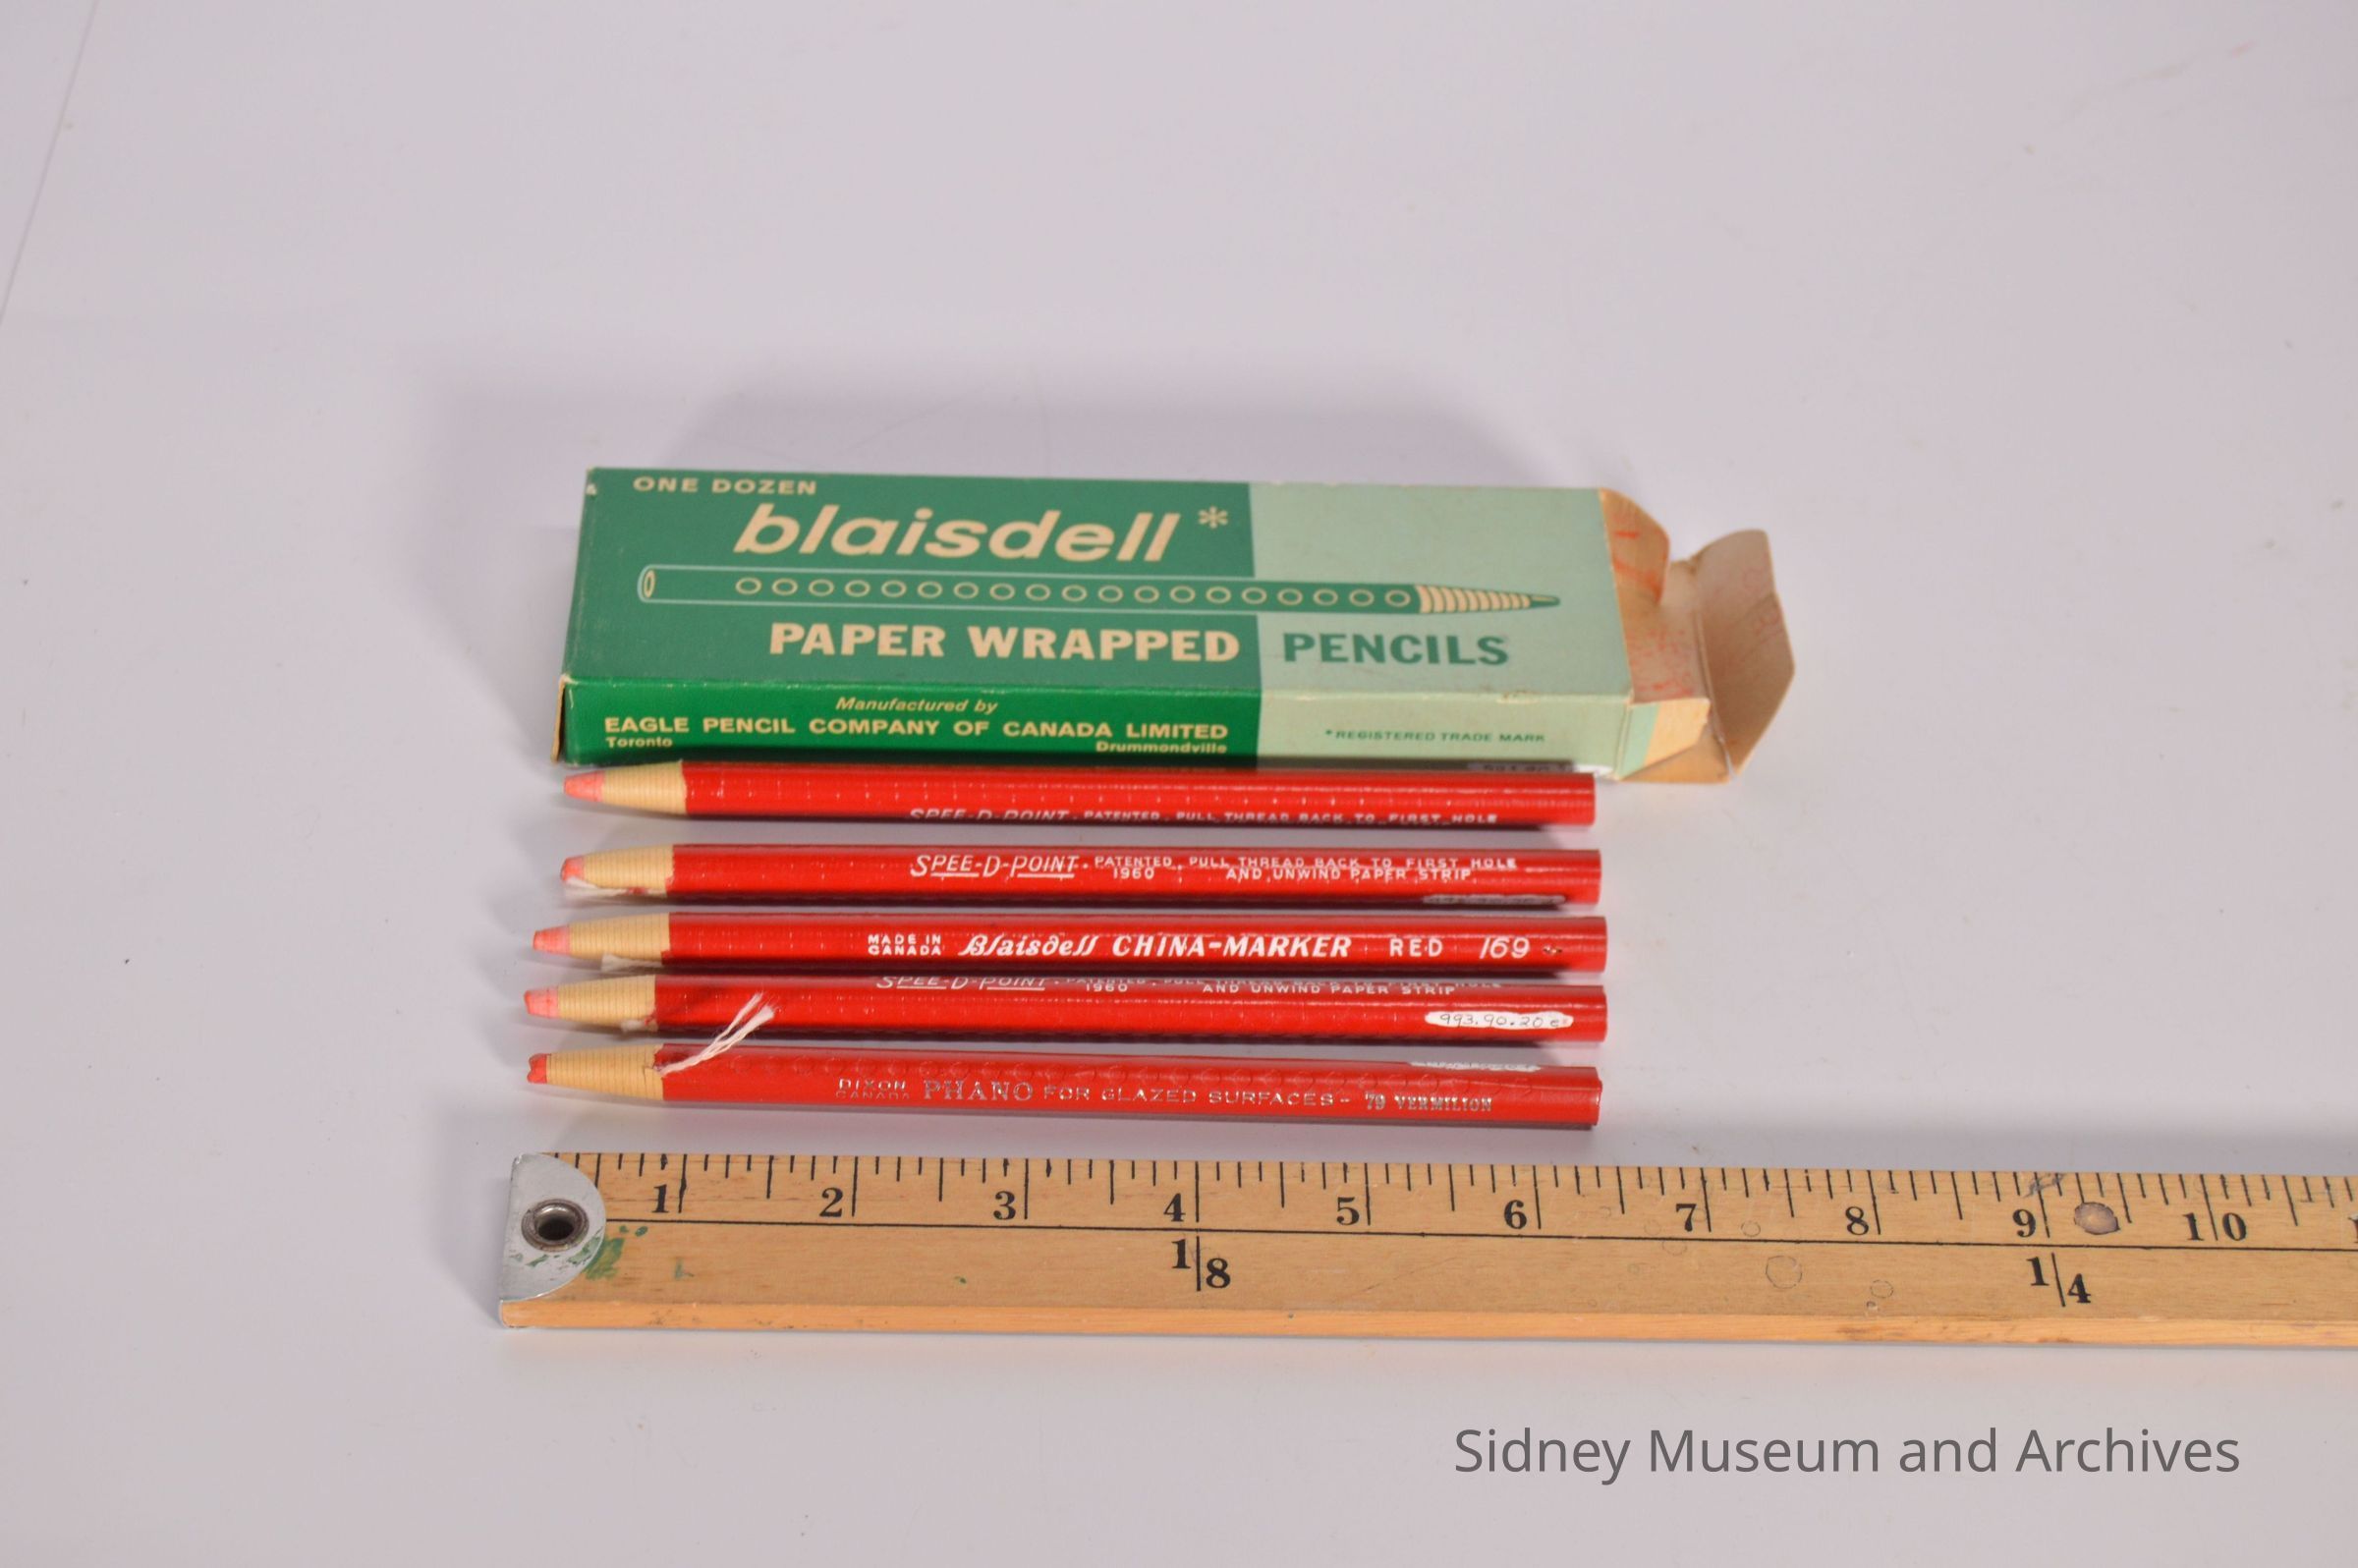 ONE DOZEN
blaisdell*
PAPER WRAPPED PENCILS
Manufactured by
EAGLE PENCIL COMPANY OF CANADA LIMITED
Toronto Drummondville
*REGISTERED TRADE MARK
SPEE-D-POINT. PATENTED. PULL THREAD BACK TO FIRST HOLE
SPEE-D-POINT. PATENTED. PULL THREAD BACK TO FIRST HOLE
1960 AND UNWIND PAPER STRIP
MADE IN
CANADA Blaisdell CHINA-MARKER RED 169
SPEE-D-POINT
1960 AND UNWIND PAPER STRIP
993.90.20
DIXON
CANADA PHANO FOR GLAZED SURFACES - 79 VERMILION
1 2 3 4 5 6 7 8 9 10
1/8 1/4
Sidney Museum and Archives